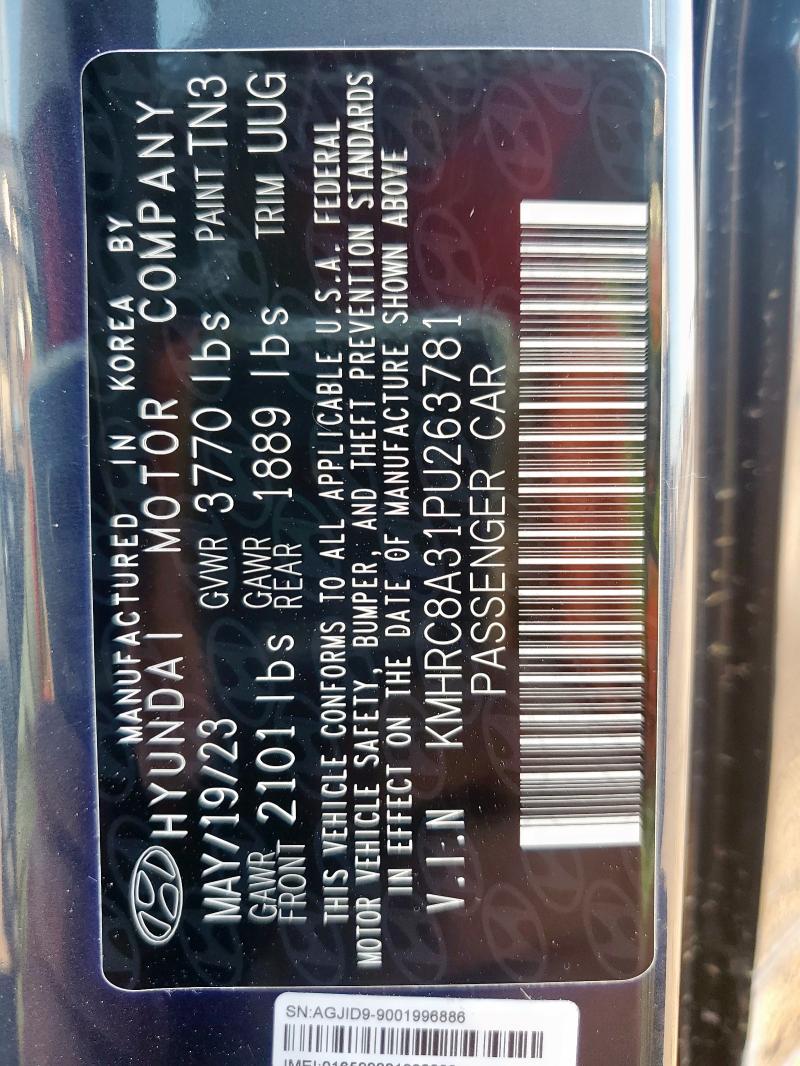 MANUFACTURED IN KOREA BY
HYUNDAI MOTOR COMPANY
MAY/19/23 GVWR 3770 lbs PAINT TN3
GAWR FRONT 2101 lbs GAWR REAR 1889 lbs TRIM UUG
THIS VEHICLE CONFORMS TO ALL APPLICABLE U.S.A. FEDERAL
MOTOR VEHICLE SAFETY, BUMPER, AND THEFT PREVENTION STANDARDS
IN EFFECT ON THE DATE OF MANUFACTURE SHOWN ABOVE
V.I.N KMHRC8A31PU263781
PASSENGER CAR
SN:AGJID9-9001996886